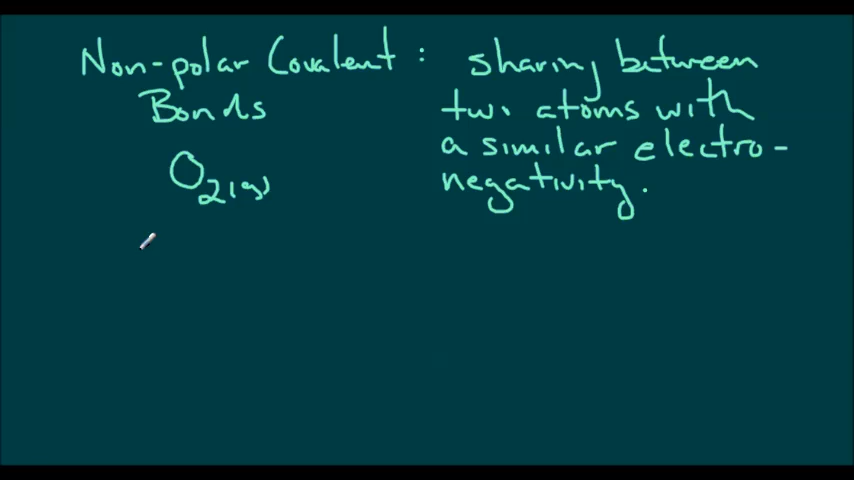 Non-polar Covalent : sharing between
Bonds two atoms with
a similar electro-
O2(g) negativity.